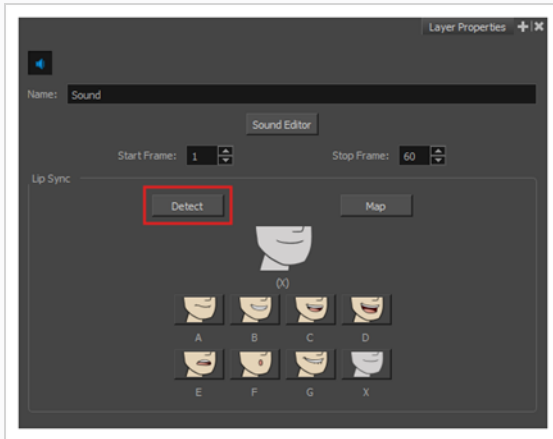 Layer Properties
Name: Sound
Sound Editor
Start Frame: 1 Stop Frame: 60
Lip Sync
Detect Map
(X)
A B C D
E F G X